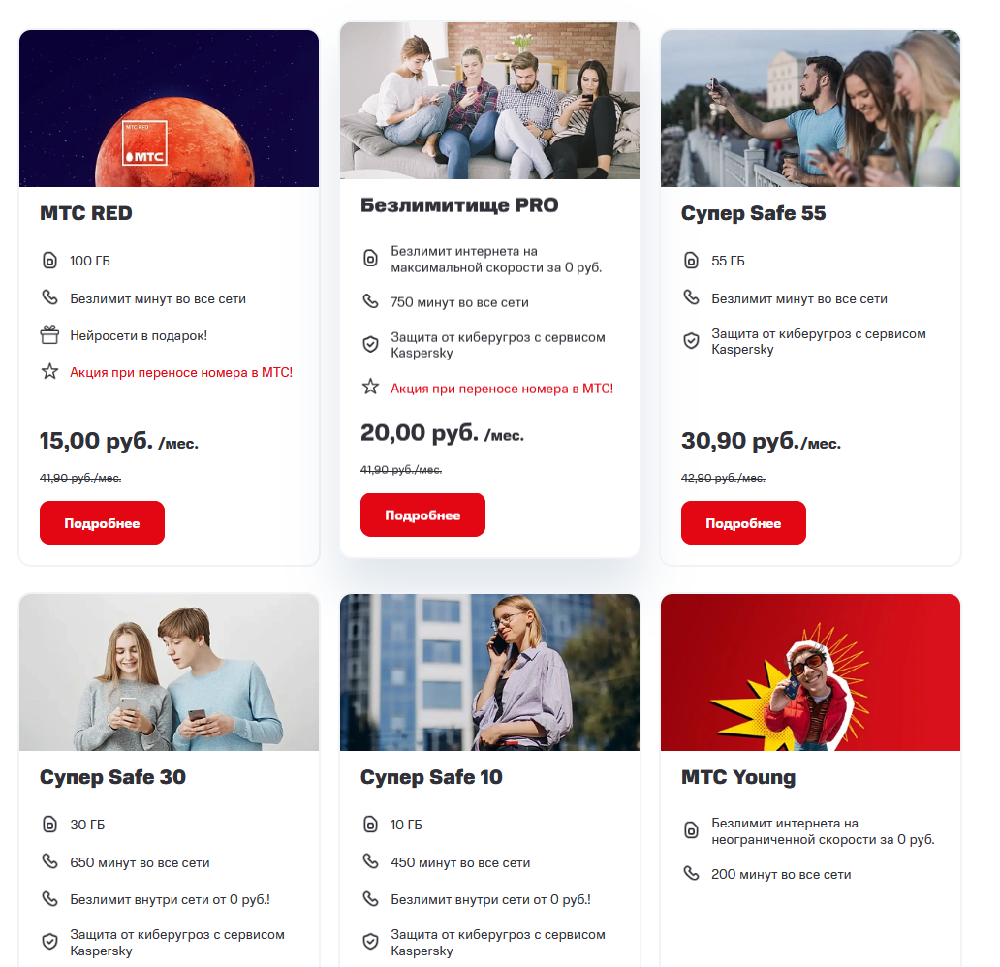 МТС RED
МТС
МТС RED
100 ГБ
Безлимит минут во все сети
Нейросети в подарок!
Акция при переносе номера в МТС!
15,00 руб. /мес.
41,90 руб./мес.
Подробнее
Безлимитище PRO
Безлимит интернета на
максимальной скорости за 0 руб.
750 минут во все сети
Защита от киберугроз с сервисом
Kaspersky
Акция при переносе номера в МТС!
20,00 руб. /мес.
41,90 руб./мес.
Подробнее
Супер Safe 55
55 ГБ
Безлимит минут во все сети
Защита от киберугроз с сервисом
Kaspersky
30,90 руб./мес.
42,90 руб./мес.
Подробнее
Супер Safe 30
30 ГБ
650 минут во все сети
Безлимит внутри сети от 0 руб.!
Защита от киберугроз с сервисом
Kaspersky
Супер Safe 10
10 ГБ
450 минут во все сети
Безлимит внутри сети от 0 руб.!
Защита от киберугроз с сервисом
Kaspersky
МТС Young
Безлимит интернета на
неограниченной скорости за 0 руб.
200 минут во все сети